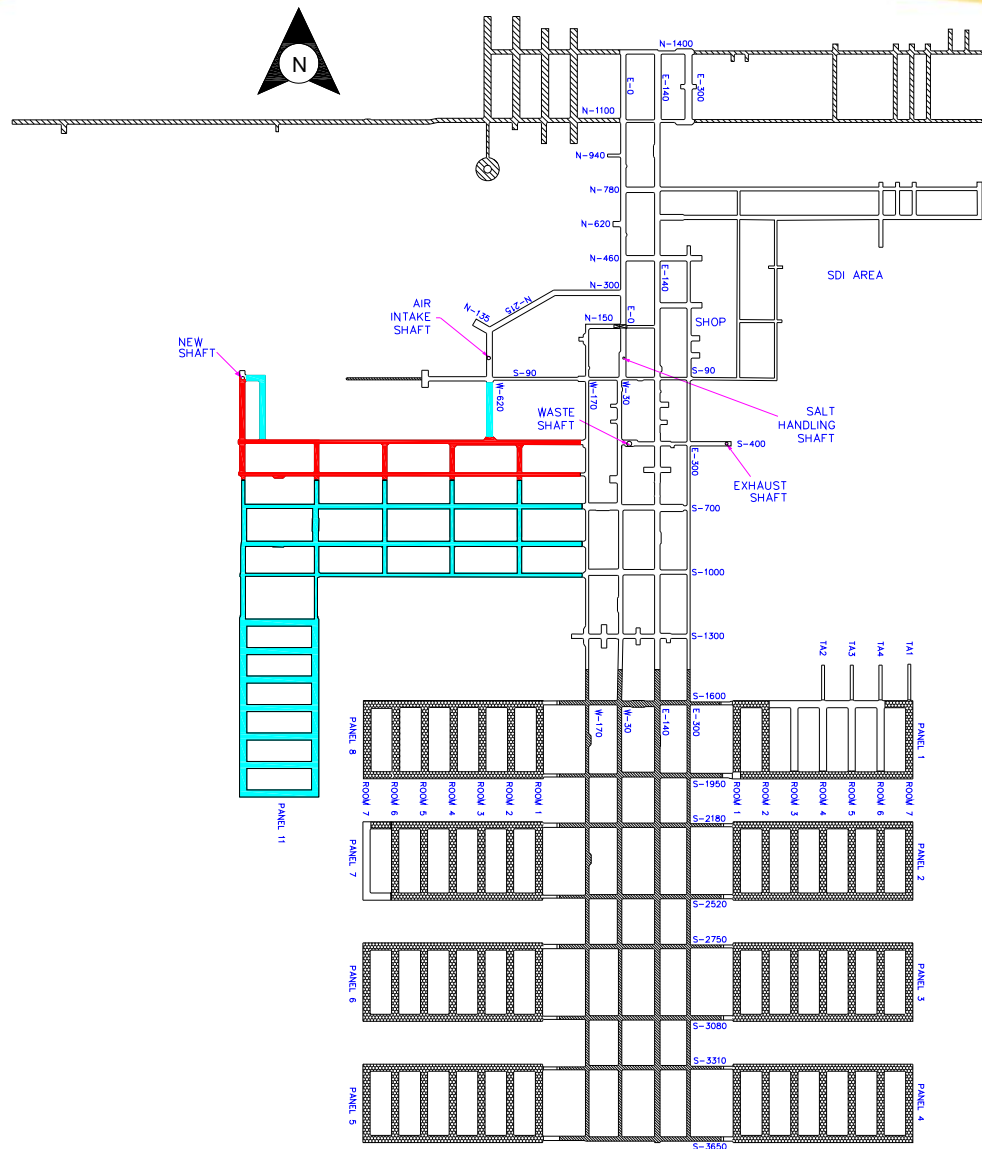 N
N-1400
E-0
E-140
E-300
N-1100
N-940
N-780
N-620
N-460
E-140
SDI AREA
N-300
N-215
N-135
AIR
INTAKE
SHAFT
E-0
N-150
SHOP
NEW
SHAFT
S-90
S-90
W-620
W-170
W-30
WASTE
SHAFT
SALT
HANDLING
SHAFT
S-400
E-300
EXHAUST
SHAFT
S-700
S-1000
S-1300
TA2
TA3
TA4
TA1
S-1600
W-170
W-30
E-140
E-300
PANEL 8
PANEL 1
S-1950
ROOM 7
ROOM 6
ROOM 5
ROOM 4
ROOM 3
ROOM 2
ROOM 1
ROOM 1
ROOM 2
ROOM 3
ROOM 4
ROOM 5
ROOM 6
ROOM 7
PANEL 11
S-2180
PANEL 7
PANEL 2
S-2520
S-2750
PANEL 6
PANEL 3
S-3080
S-3310
PANEL 5
PANEL 4
S-3650